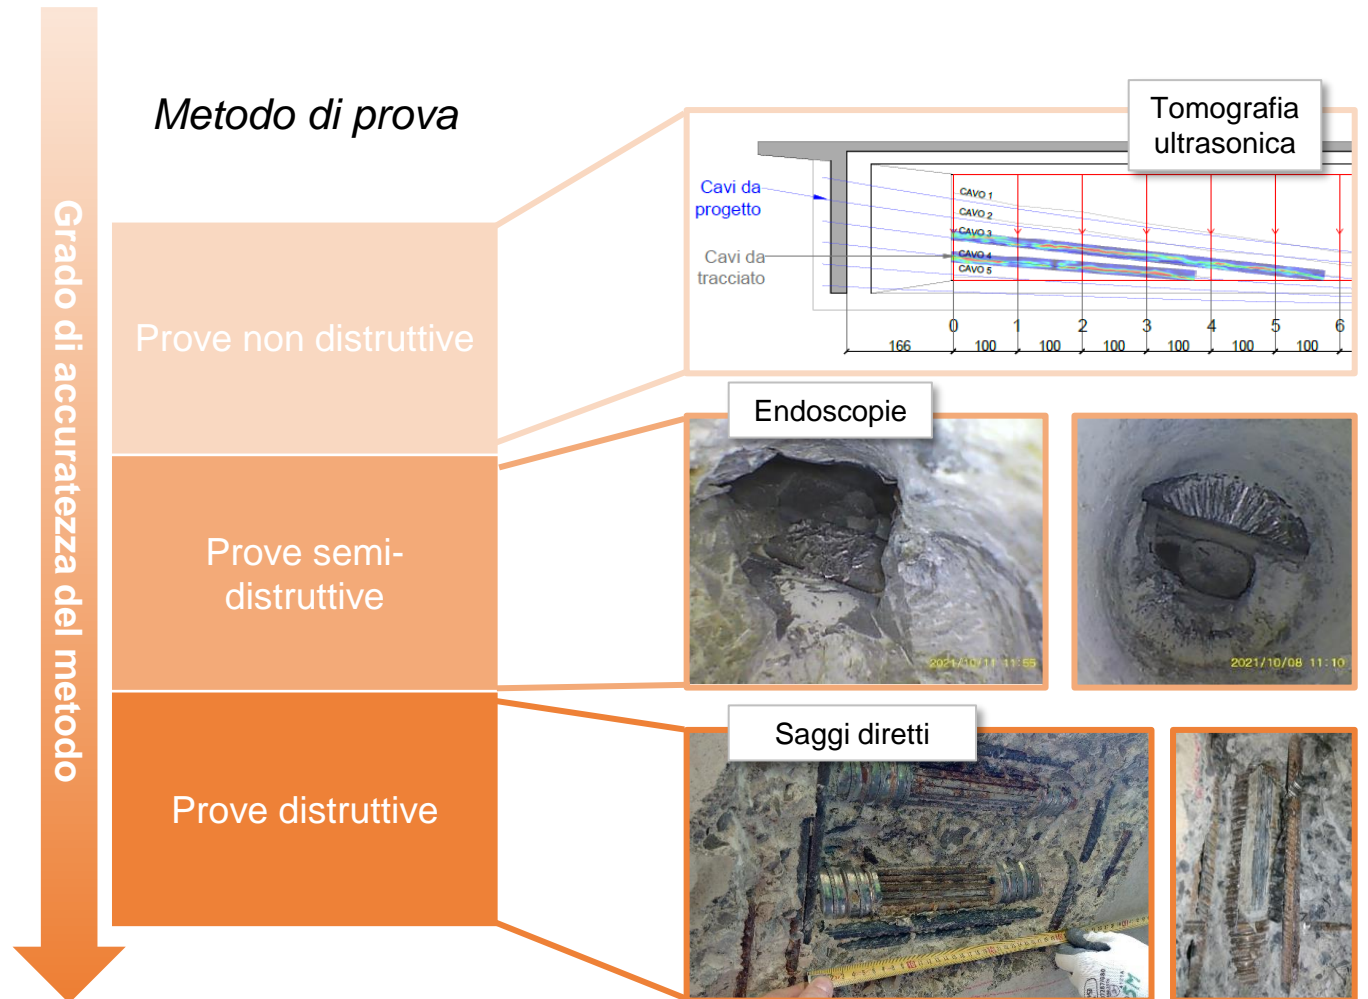 Grado di accuratezza del metodo
Metodo di prova
Prove non distruttive
Prove semi-
distruttive
Prove distruttive
Tomografia
ultrasonica
Cavi da
progetto
Cavi da
tracciato
CAVO 1
CAVO 2
CAVO 3
CAVO 4
CAVO 5
0 1 2 3 4 5 6
166 100 100 100 100 100 100
Endoscopie
2021/10/11 11:55
2021/10/08 11:10
Saggi diretti